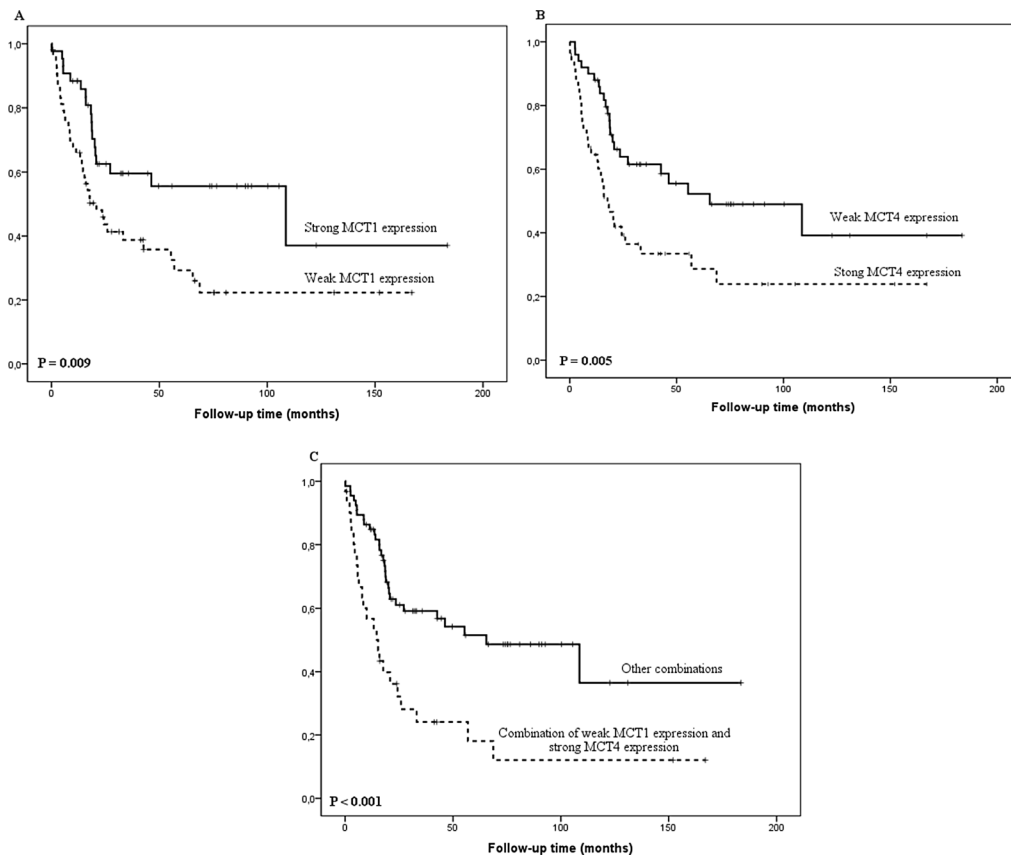 A
1,0
0,8
0,6
0,4
0,2
0,0
Strong MCT1 expression
Weak MCT1 expression
P = 0.009
0
50
100
150
200
Follow-up time (months)
B
1,0
0,8
0,6
0,4
0,2
0,0
Weak MCT4 expression
Stong MCT4 expression
P = 0.005
0
50
100
150
200
Follow-up time (months)
C
1,0
0,8
0,6
0,4
0,2
0,0
Other combinations
Combination of weak MCT1 expression and
strong MCT4 expression
P < 0.001
0
50
100
150
200
Follow-up time (months)